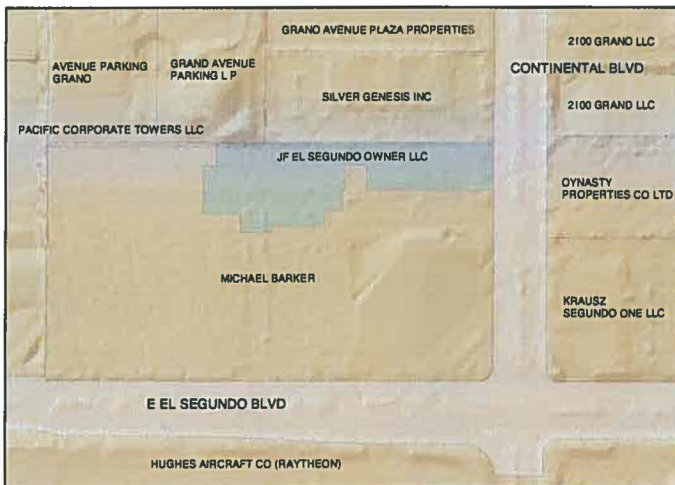 GRANO AVENUE PLAZA PROPERTIES
2100 GRANO LLC
AVENUE PARKING
GRANO
GRAND AVENUE
PARKING L P
CONTINENTAL BLVD
SILVER GENESIS INC
2100 GRAND LLC
PACIFIC CORPORATE TOWERS LLC
JF EL SEGUNDO OWNER LLC
OYNASTY
PROPERTIES CO LTD
MICHAEL BARKER
KRAUSZ
SEGUNDO ONE LLC
E EL SEGUNDO BLVD
HUGHES AIRCRAFT CO (RAYTHEON)